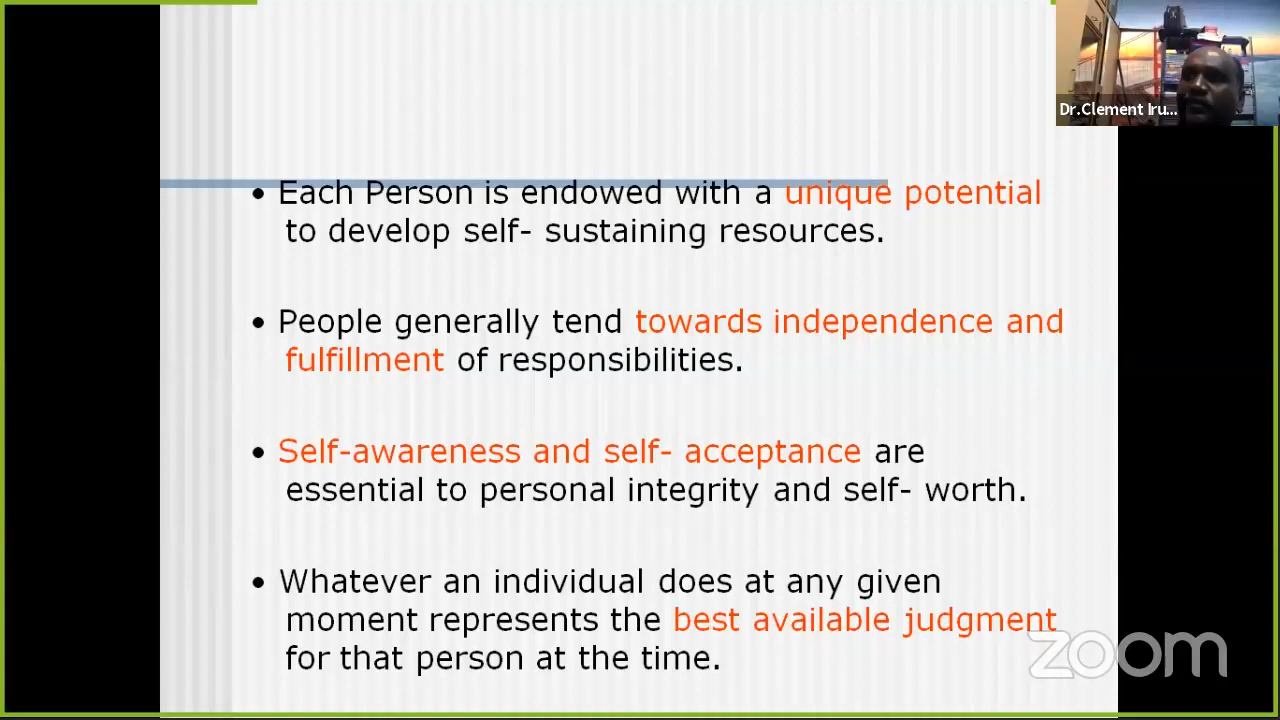 Dr.Clement Iru...
• Each Person is endowed with a unique potential
to develop self- sustaining resources.
• People generally tend towards independence and
fulfillment of responsibilities.
• Self-awareness and self- acceptance are
essential to personal integrity and self- worth.
• Whatever an individual does at any given
moment represents the best available judgment
for that person at the time.
zoom